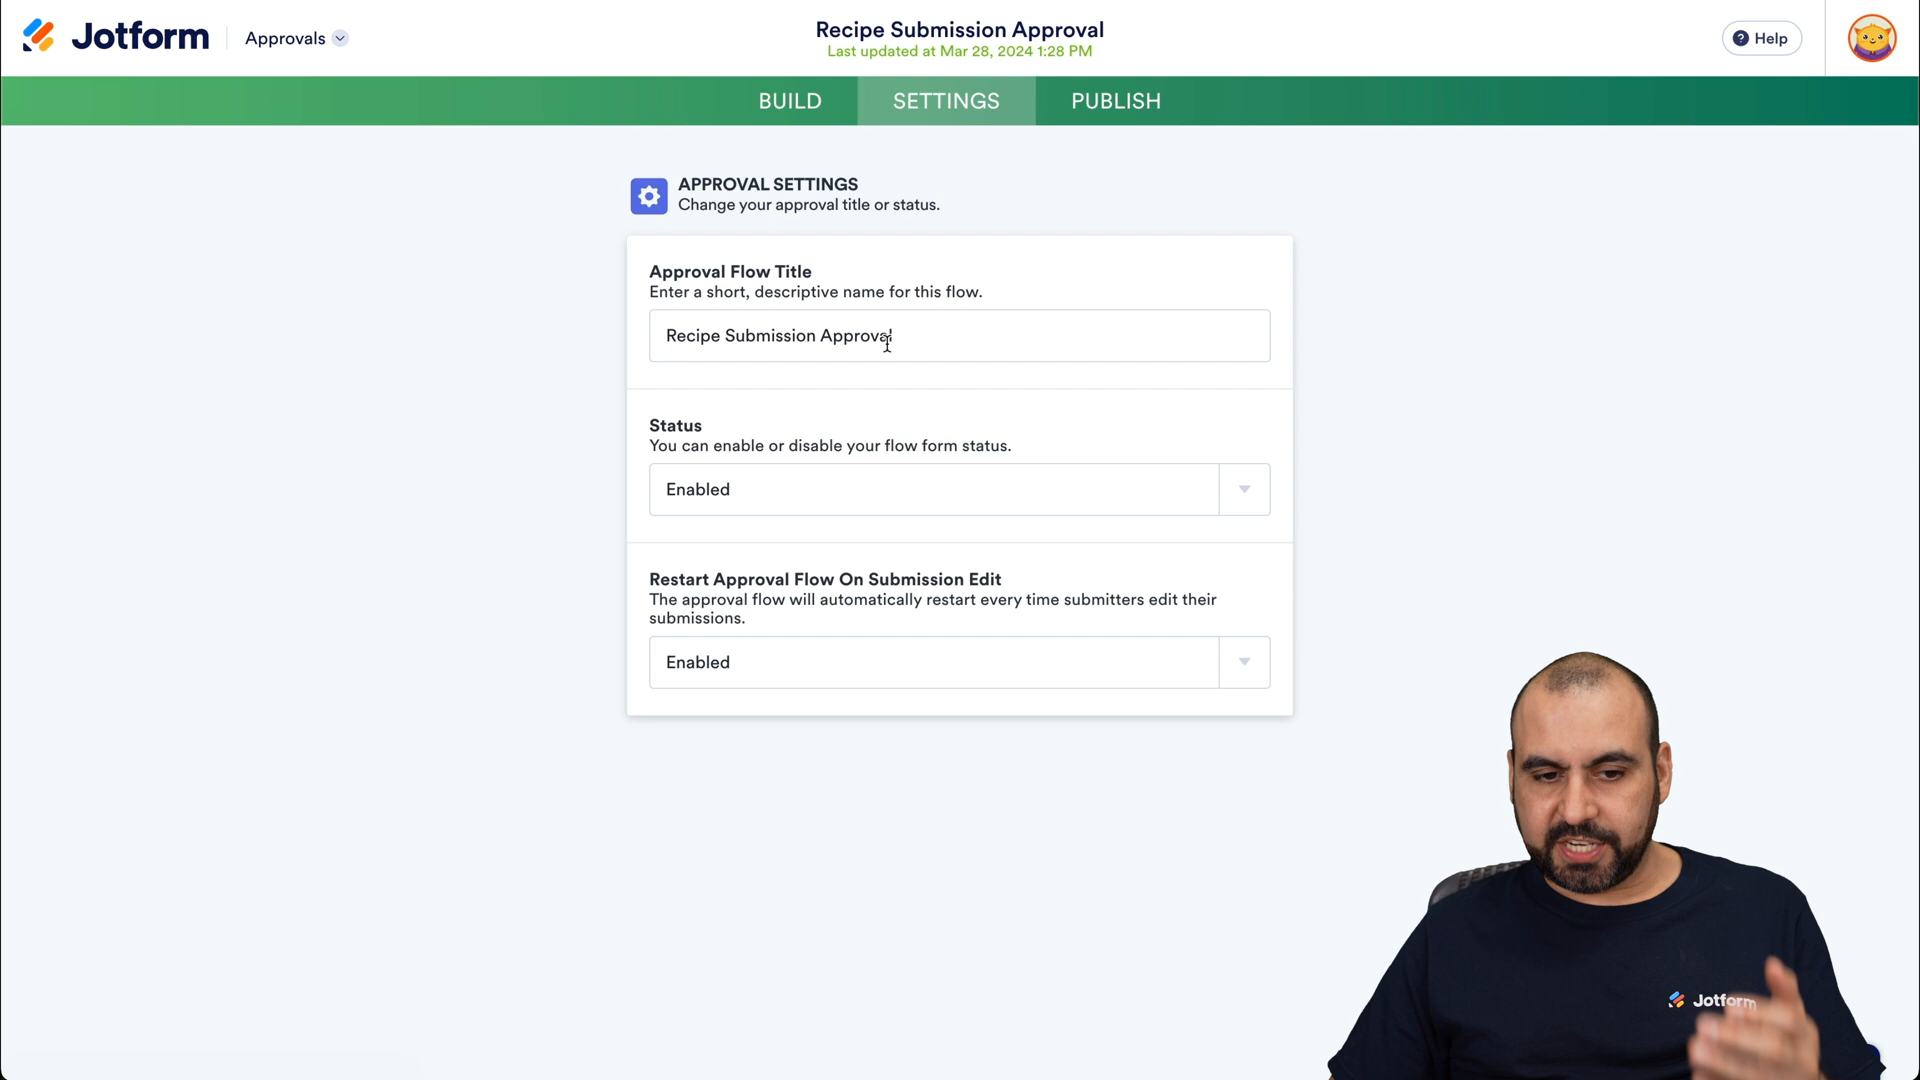 Jotform
Approvals
Recipe Submission Approval
Last updated at Mar 28, 2024 1:28 PM
? Help
BUILD
SETTINGS
PUBLISH
APPROVAL SETTINGS
Change your approval title or status.
Approval Flow Title
Enter a short, descriptive name for this flow.
Recipe Submission Approval
Status
You can enable or disable your flow form status.
Enabled
Restart Approval Flow On Submission Edit
The approval flow will automatically restart every time submitters edit their
submissions.
Enabled
Jotform